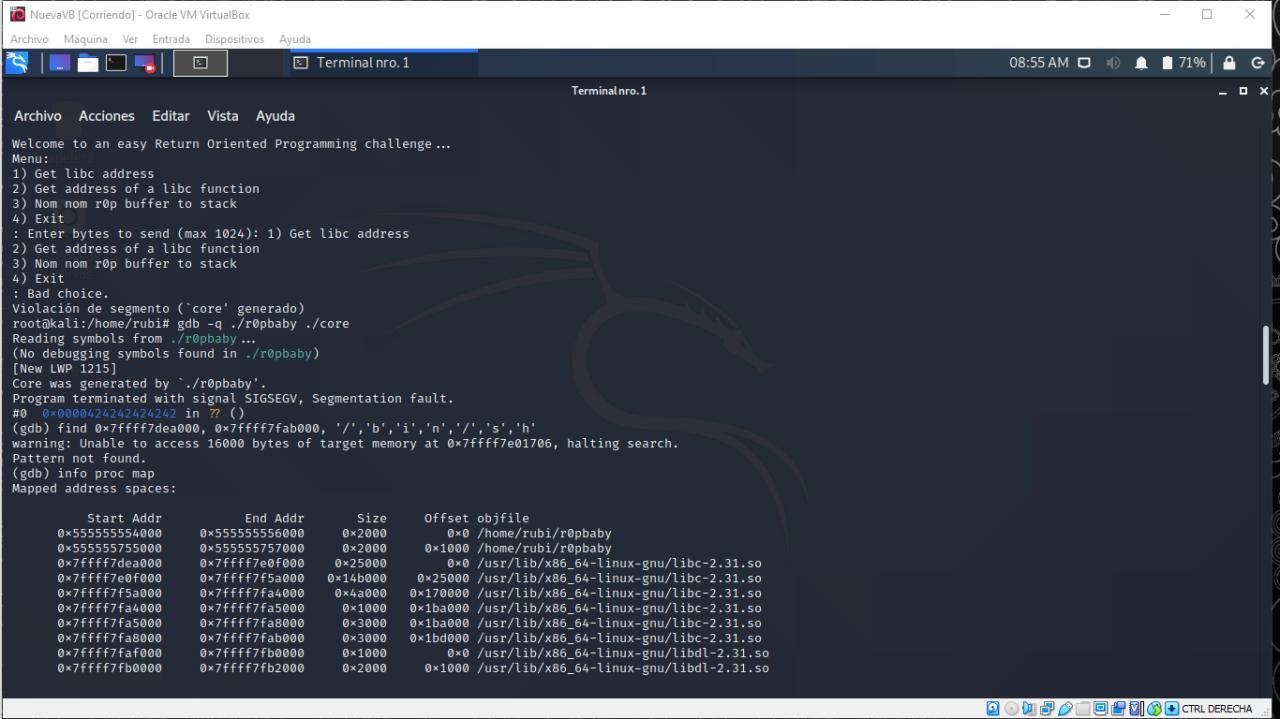 NuevaVB [Corriendo] - Oracle VM VirtualBox
Archivo Máquina Ver Entrada Dispositivos Ayuda
Terminal nro. 1 08:55 AM 71%
Terminal nro. 1
Archivo Acciones Editar Vista Ayuda
Welcome to an easy Return Oriented Programming challenge...
Menu:
1) Get libc address
2) Get address of a libc function
3) Nom nom r0p buffer to stack
4) Exit
: Enter bytes to send (max 1024): 1) Get libc address
2) Get address of a libc function
3) Nom nom r0p buffer to stack
4) Exit
: Bad choice.
Violación de segmento (`core' generado)
root@kali:/home/rubi# gdb -q ./r0pbaby ./core
Reading symbols from ./r0pbaby...
(No debugging symbols found in ./r0pbaby)
[New LWP 1215]
Core was generated by `./r0pbaby'.
Program terminated with signal SIGSEGV, Segmentation fault.
#0  0×0000424242424242 in ?? ()
(gdb) find 0×7ffff7dea000, 0×7ffff7fab000, '/','b','i','n','/','s','h'
warning: Unable to access 16000 bytes of target memory at 0×7ffff7e01706, halting search.
Pattern not found.
(gdb) info proc map
Mapped address spaces:
Start Addr End Addr Size Offset objfile
0×555555554000 0×555555556000 0×2000 0×0 /home/rubi/r0pbaby
0×555555755000 0×555555757000 0×2000 0×1000 /home/rubi/r0pbaby
0×7ffff7dea000 0×7ffff7e0f000 0×25000 0×0 /usr/lib/x86_64-linux-gnu/libc-2.31.so
0×7ffff7e0f000 0×7ffff7f5a000 0×14b000 0×25000 /usr/lib/x86_64-linux-gnu/libc-2.31.so
0×7ffff7f5a000 0×7ffff7fa4000 0×4a000 0×170000 /usr/lib/x86_64-linux-gnu/libc-2.31.so
0×7ffff7fa4000 0×7ffff7fa5000 0×1000 0×1ba000 /usr/lib/x86_64-linux-gnu/libc-2.31.so
0×7ffff7fa5000 0×7ffff7fa8000 0×3000 0×1ba000 /usr/lib/x86_64-linux-gnu/libc-2.31.so
0×7ffff7fa8000 0×7ffff7fab000 0×3000 0×1bd000 /usr/lib/x86_64-linux-gnu/libc-2.31.so
0×7ffff7faf000 0×7ffff7fb0000 0×1000 0×0 /usr/lib/x86_64-linux-gnu/libdl-2.31.so
0×7ffff7fb0000 0×7ffff7fb2000 0×2000 0×1000 /usr/lib/x86_64-linux-gnu/libdl-2.31.so
CTRL DERECHA